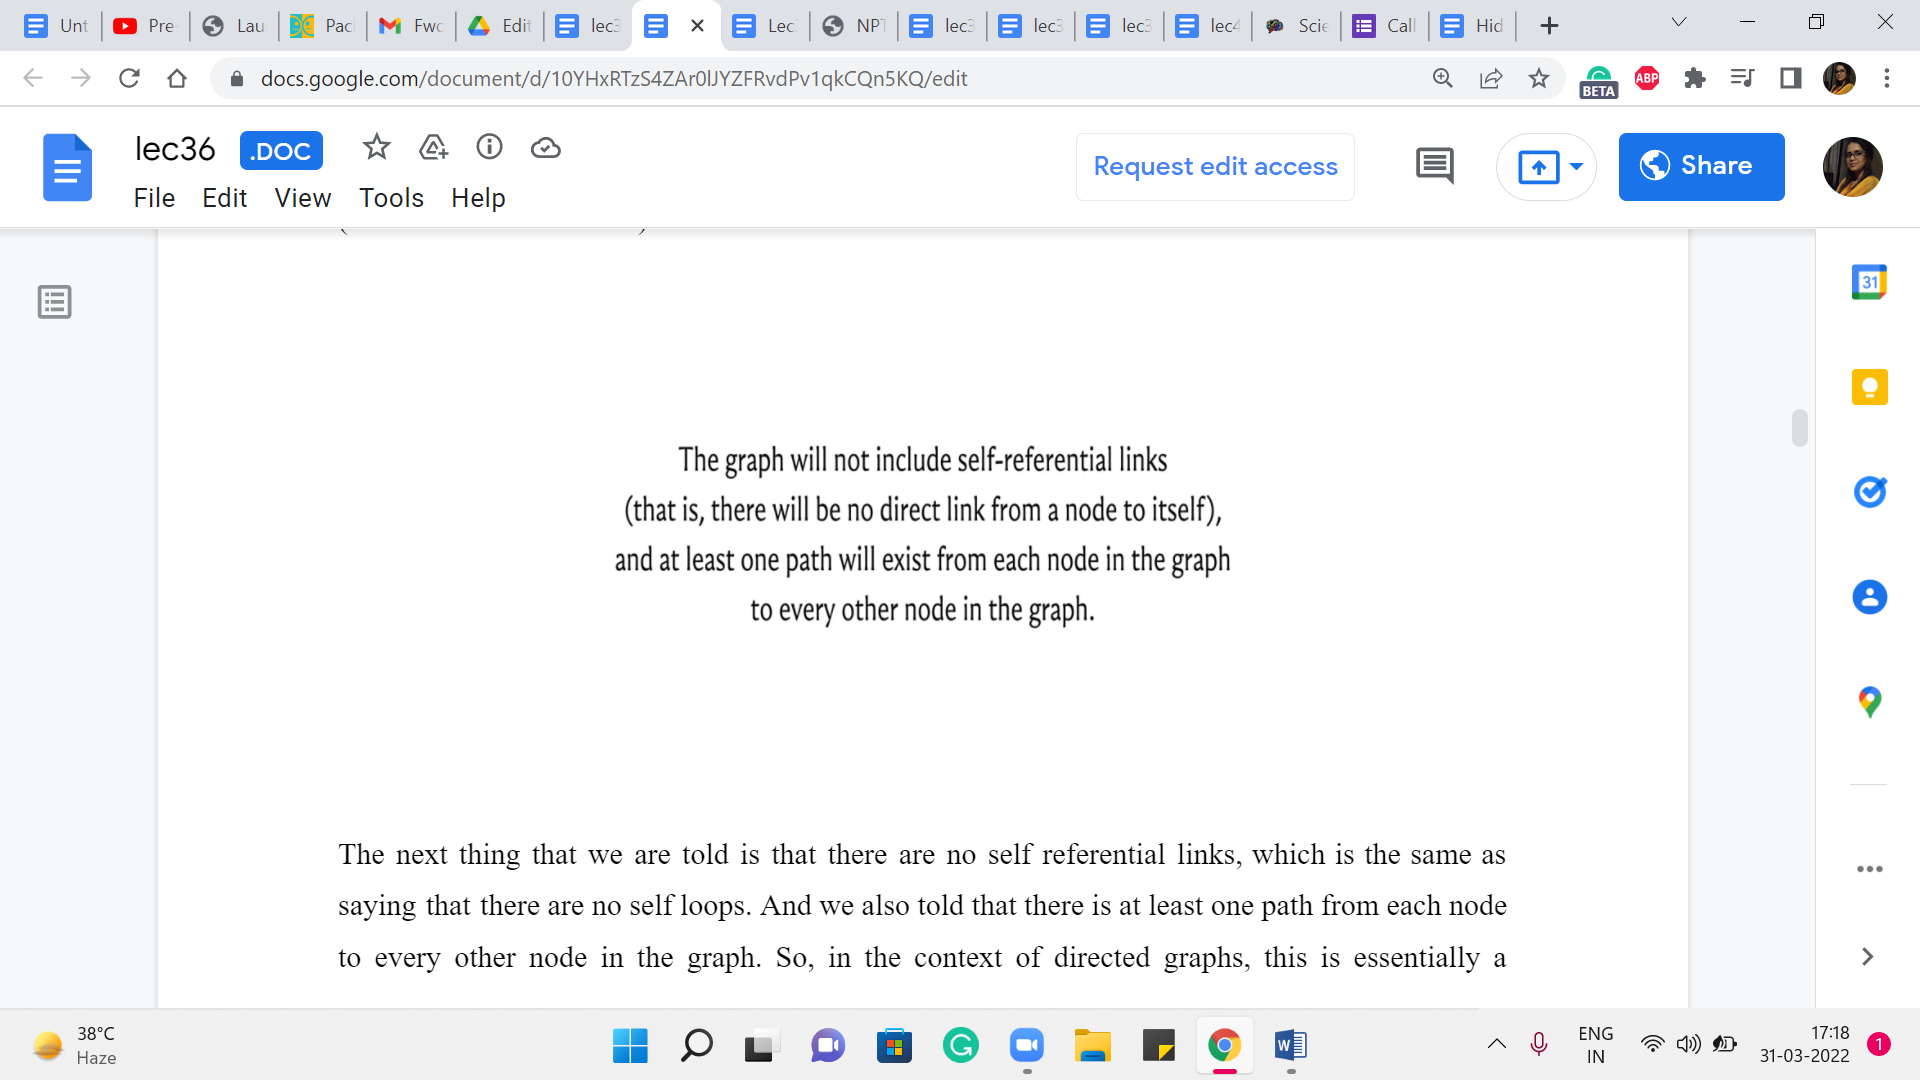 Unt
Pre
Lau
Pac
Fwc
Edit
lec3
Lec
NPT
lec3
lec3
lec3
lec4
Scie
Call
Hid
docs.google.com/document/d/10YHxRTzS4ZAr0lJYZFRvdPv1qkCQn5KQ/edit
BETA
ABP
lec36
.DOC
File Edit View Tools Help
Request edit access
Share
31
The graph will not include self-referential links
(that is, there will be no direct link from a node to itself),
and at least one path will exist from each node in the graph
to every other node in the graph.
The next thing that we are told is that there are no self referential links, which is the same as
saying that there are no self loops. And we also told that there is at least one path from each node
to every other node in the graph. So, in the context of directed graphs, this is essentially a
38°C
Haze
ENG
IN
17:18
31-03-2022
1